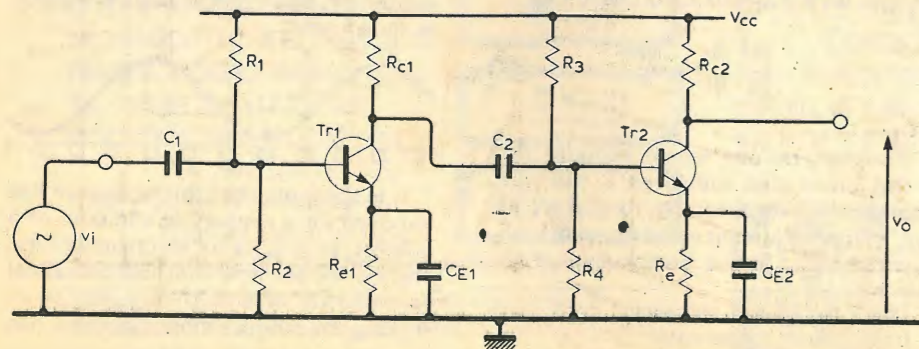 Vcc
R1
Rc1
R3
Rc2
Tr1
Tr2
C1
C2
vi
R2
Re1
CE1
R4
Re
CE2
vo